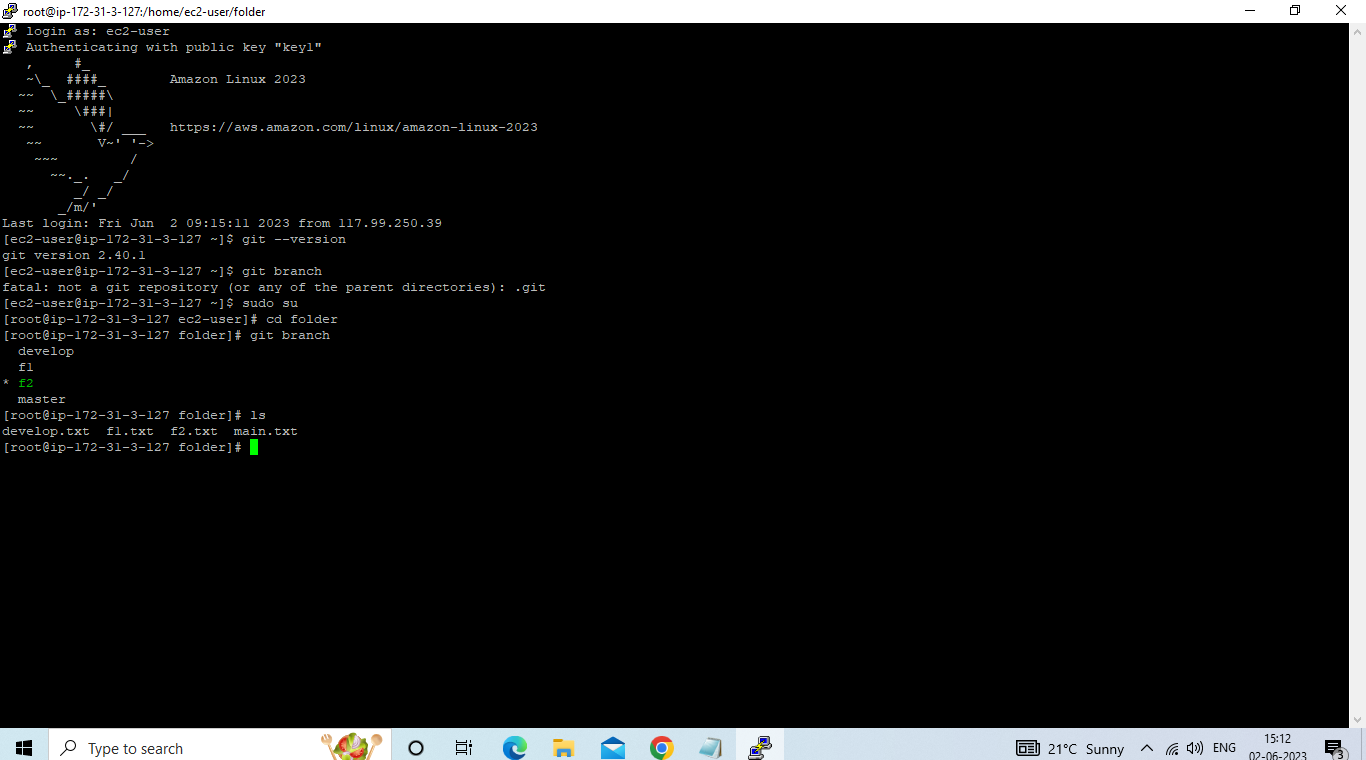 root@ip-172-31-3-127:/home/ec2-user/folder
login as: ec2-user
Authenticating with public key "key1"
   ,     #_
   ~\_  ####_        Amazon Linux 2023
  ~~  \_#####\
  ~~     \###|
  ~~       \#/ ___   https://aws.amazon.com/linux/amazon-linux-2023
   ~~       V~' '->
    ~~~         /
      ~~._.   _/
         _/ _/
       _/m/'
Last login: Fri Jun  2 09:15:11 2023 from 117.99.250.39
[ec2-user@ip-172-31-3-127 ~]$ git --version
git version 2.40.1
[ec2-user@ip-172-31-3-127 ~]$ git branch
fatal: not a git repository (or any of the parent directories): .git
[ec2-user@ip-172-31-3-127 ~]$ sudo su
[root@ip-172-31-3-127 ec2-user]# cd folder
[root@ip-172-31-3-127 folder]# git branch
  develop
  f1
* f2
  master
[root@ip-172-31-3-127 folder]# ls
develop.txt  f1.txt  f2.txt  main.txt
[root@ip-172-31-3-127 folder]#
Type to search
21°C Sunny
ENG
15:12
02-06-2023
3